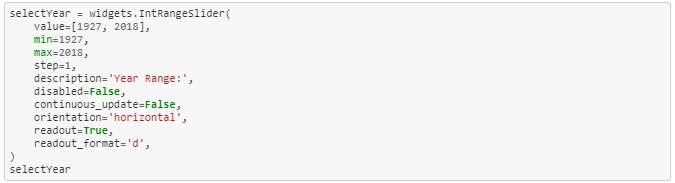 selectYear = widgets.IntRangeSlider(
    value=[1927, 2018],
    min=1927,
    max=2018,
    step=1,
    description='Year Range:',
    disabled=False,
    continuous_update=False,
    orientation='horizontal',
    readout=True,
    readout_format='d',
)
selectYear